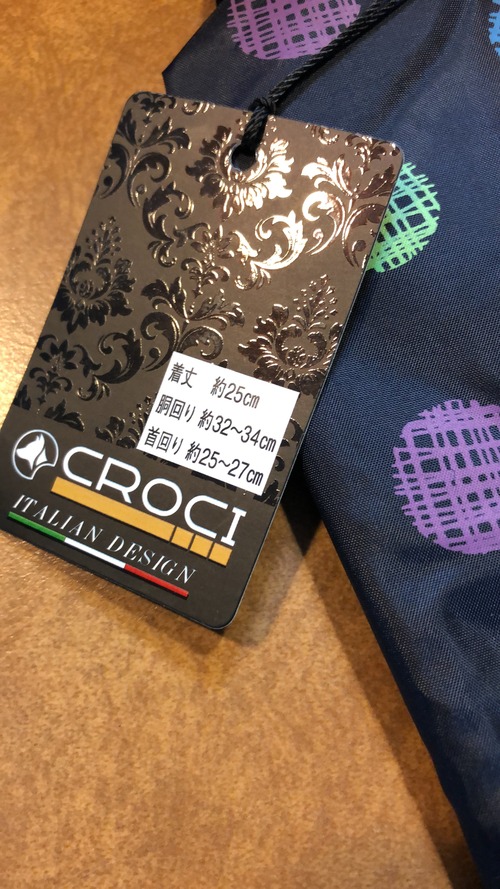 着丈 約25cm
胴回り 約32~34cm
首回り 約25~27cm
CROCI
ITALIAN DESIGN